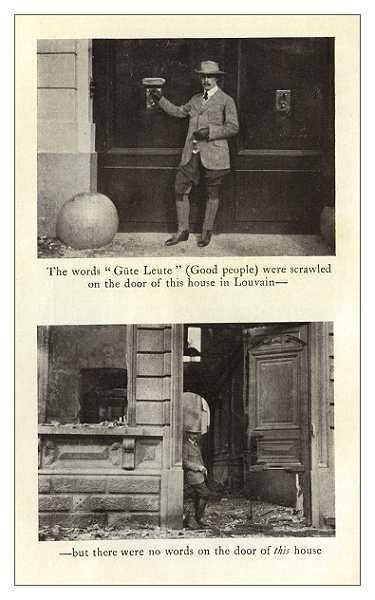 The words "Güte Leute" (Good people) were scrawled
on the door of this house in Louvain—
—but there were no words on the door of this house